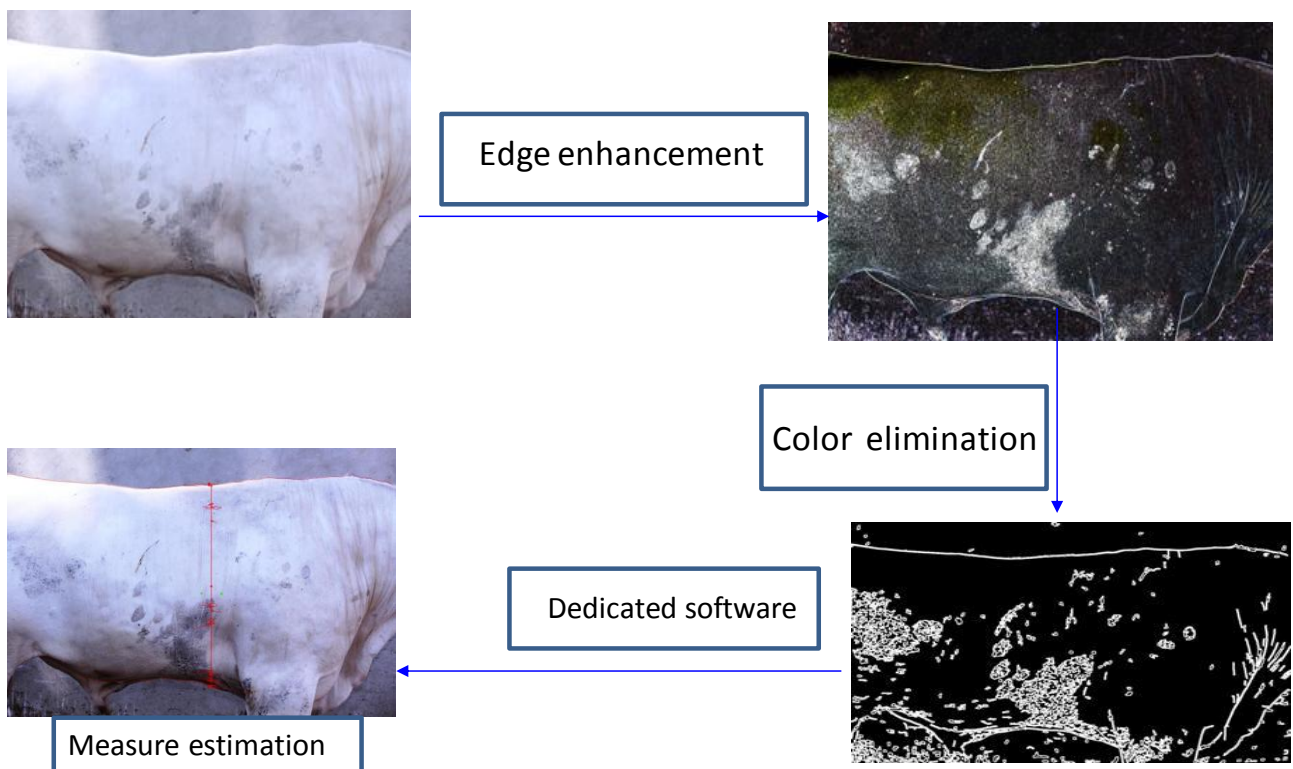 Edge enhancement
Color elimination
Dedicated software
Measure estimation